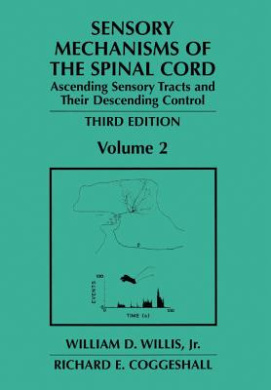 SENSORY
MECHANISMS OF
THE SPINAL CORD
Ascending Sensory Tracts and
Their Descending Control
THIRD EDITION
Volume 2
EVENTS
TIME (s)
WILLIAM D. WILLIS, Jr.
RICHARD E. COGGESHALL